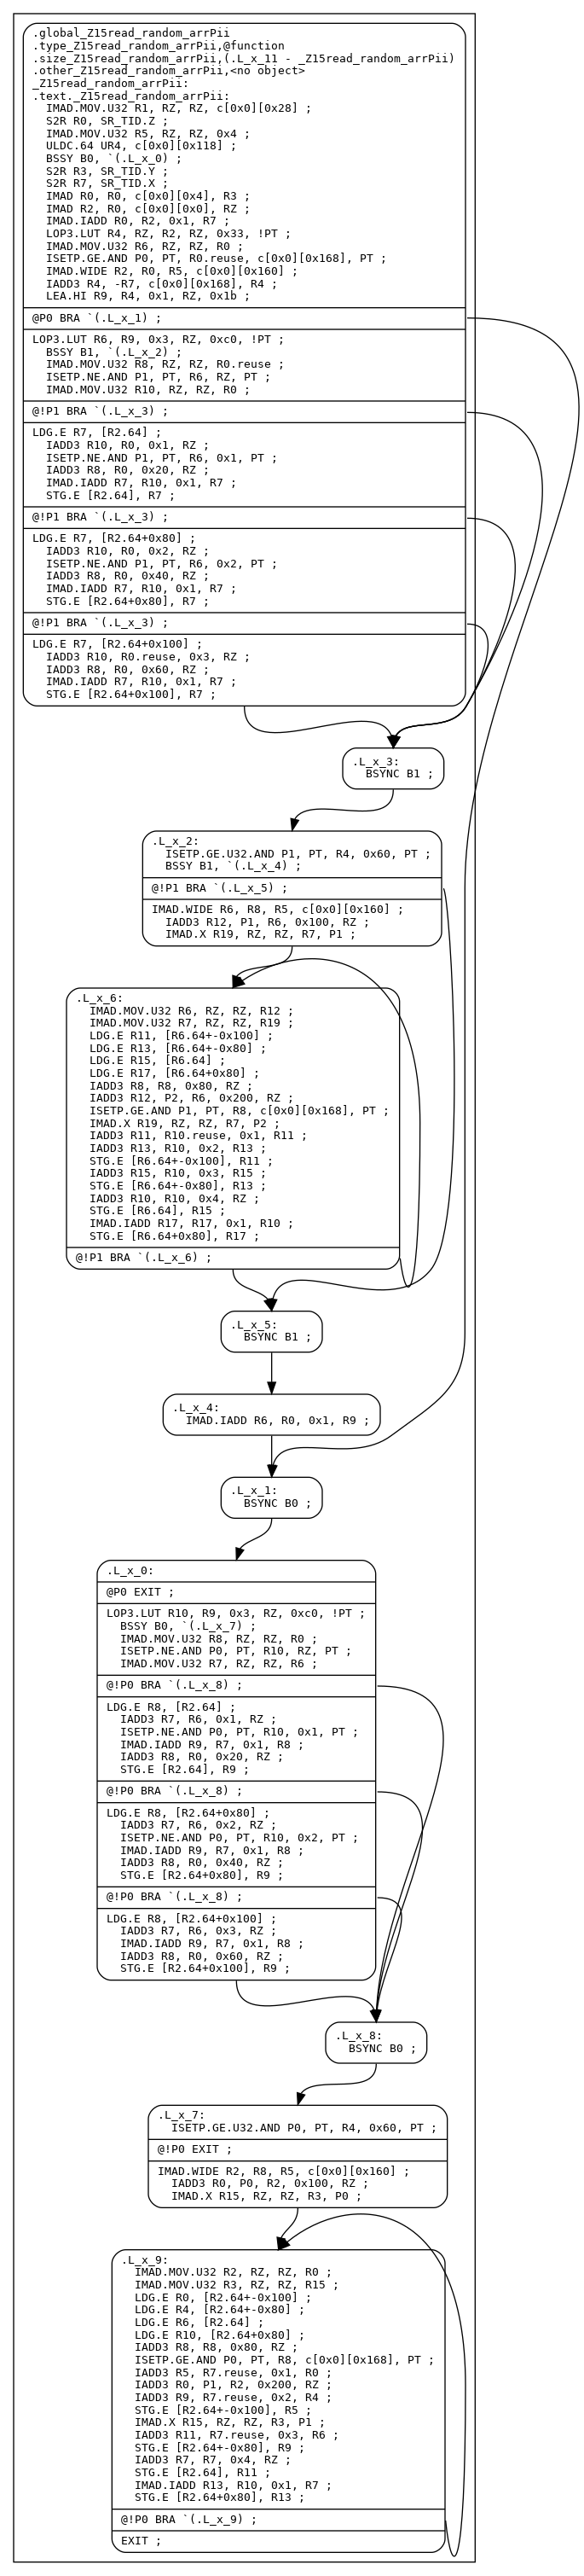 .global_Z15read_random_arrPii
.type_Z15read_random_arrPii,@function
.size_Z15read_random_arrPii,(.L_x_11 - _Z15read_random_arrPii)
.other_Z15read_random_arrPii,<no object>
_Z15read_random_arrPii:
.text._Z15read_random_arrPii:
IMAD.MOV.U32 R1, RZ, RZ, c[0x0][0x28] ;
S2R R0, SR_TID.Z ;
IMAD.MOV.U32 R5, RZ, RZ, 0x4 ;
ULDC.64 UR4, c[0x0][0x118] ;
BSSY B0, `(.L_x_0) ;
S2R R3, SR_TID.Y ;
S2R R7, SR_TID.X ;
IMAD R0, R0, c[0x0][0x4], R3 ;
IMAD R2, R0, c[0x0][0x0], RZ ;
IMAD.IADD R0, R2, 0x1, R7 ;
LOP3.LUT R4, RZ, R2, RZ, 0x33, !PT ;
IMAD.MOV.U32 R6, RZ, RZ, R0 ;
ISETP.GE.AND P0, PT, R0.reuse, c[0x0][0x168], PT ;
IMAD.WIDE R2, R0, R5, c[0x0][0x160] ;
IADD3 R4, -R7, c[0x0][0x168], R4 ;
LEA.HI R9, R4, 0x1, RZ, 0x1b ;
@P0 BRA `(.L_x_1) ;
LOP3.LUT R6, R9, 0x3, RZ, 0xc0, !PT ;
BSSY B1, `(.L_x_2) ;
IMAD.MOV.U32 R8, RZ, RZ, R0.reuse ;
ISETP.NE.AND P1, PT, R6, RZ, PT ;
IMAD.MOV.U32 R10, RZ, RZ, R0 ;
@!P1 BRA `(.L_x_3) ;
LDG.E R7, [R2.64] ;
IADD3 R10, R0, 0x1, RZ ;
ISETP.NE.AND P1, PT, R6, 0x1, PT ;
IADD3 R8, R0, 0x20, RZ ;
IMAD.IADD R7, R10, 0x1, R7 ;
STG.E [R2.64], R7 ;
@!P1 BRA `(.L_x_3) ;
LDG.E R7, [R2.64+0x80] ;
IADD3 R10, R0, 0x2, RZ ;
ISETP.NE.AND P1, PT, R6, 0x2, PT ;
IADD3 R8, R0, 0x40, RZ ;
IMAD.IADD R7, R10, 0x1, R7 ;
STG.E [R2.64+0x80], R7 ;
@!P1 BRA `(.L_x_3) ;
LDG.E R7, [R2.64+0x100] ;
IADD3 R10, R0.reuse, 0x3, RZ ;
IADD3 R8, R0, 0x60, RZ ;
IMAD.IADD R7, R10, 0x1, R7 ;
STG.E [R2.64+0x100], R7 ;
.L_x_3:
BSYNC B1 ;
.L_x_2:
ISETP.GE.U32.AND P1, PT, R4, 0x60, PT ;
BSSY B1, `(.L_x_4) ;
@!P1 BRA `(.L_x_5) ;
IMAD.WIDE R6, R8, R5, c[0x0][0x160] ;
IADD3 R12, P1, R6, 0x100, RZ ;
IMAD.X R19, RZ, RZ, R7, P1 ;
.L_x_6:
IMAD.MOV.U32 R6, RZ, RZ, R12 ;
IMAD.MOV.U32 R7, RZ, RZ, R19 ;
LDG.E R11, [R6.64+-0x100] ;
LDG.E R13, [R6.64+-0x80] ;
LDG.E R15, [R6.64] ;
LDG.E R17, [R6.64+0x80] ;
IADD3 R8, R8, 0x80, RZ ;
IADD3 R12, P2, R6, 0x200, RZ ;
ISETP.GE.AND P1, PT, R8, c[0x0][0x168], PT ;
IMAD.X R19, RZ, RZ, R7, P2 ;
IADD3 R11, R10.reuse, 0x1, R11 ;
IADD3 R13, R10, 0x2, R13 ;
STG.E [R6.64+-0x100], R11 ;
IADD3 R15, R10, 0x3, R15 ;
STG.E [R6.64+-0x80], R13 ;
IADD3 R10, R10, 0x4, RZ ;
STG.E [R6.64], R15 ;
IMAD.IADD R17, R17, 0x1, R10 ;
STG.E [R6.64+0x80], R17 ;
@!P1 BRA `(.L_x_6) ;
.L_x_5:
BSYNC B1 ;
.L_x_4:
IMAD.IADD R6, R0, 0x1, R9 ;
.L_x_1:
BSYNC B0 ;
.L_x_0:
@P0 EXIT ;
LOP3.LUT R10, R9, 0x3, RZ, 0xc0, !PT ;
BSSY B0, `(.L_x_7) ;
IMAD.MOV.U32 R8, RZ, RZ, R0 ;
ISETP.NE.AND P0, PT, R10, RZ, PT ;
IMAD.MOV.U32 R7, RZ, RZ, R6 ;
@!P0 BRA `(.L_x_8) ;
LDG.E R8, [R2.64] ;
IADD3 R7, R6, 0x1, RZ ;
ISETP.NE.AND P0, PT, R10, 0x1, PT ;
IMAD.IADD R9, R7, 0x1, R8 ;
IADD3 R8, R0, 0x20, RZ ;
STG.E [R2.64], R9 ;
@!P0 BRA `(.L_x_8) ;
LDG.E R8, [R2.64+0x80] ;
IADD3 R7, R6, 0x2, RZ ;
ISETP.NE.AND P0, PT, R10, 0x2, PT ;
IMAD.IADD R9, R7, 0x1, R8 ;
IADD3 R8, R0, 0x40, RZ ;
STG.E [R2.64+0x80], R9 ;
@!P0 BRA `(.L_x_8) ;
LDG.E R8, [R2.64+0x100] ;
IADD3 R7, R6, 0x3, RZ ;
IMAD.IADD R9, R7, 0x1, R8 ;
IADD3 R8, R0, 0x60, RZ ;
STG.E [R2.64+0x100], R9 ;
.L_x_8:
BSYNC B0 ;
.L_x_7:
ISETP.GE.U32.AND P0, PT, R4, 0x60, PT ;
@!P0 EXIT ;
IMAD.WIDE R2, R8, R5, c[0x0][0x160] ;
IADD3 R0, P0, R2, 0x100, RZ ;
IMAD.X R15, RZ, RZ, R3, P0 ;
.L_x_9:
IMAD.MOV.U32 R2, RZ, RZ, R0 ;
IMAD.MOV.U32 R3, RZ, RZ, R15 ;
LDG.E R0, [R2.64+-0x100] ;
LDG.E R4, [R2.64+-0x80] ;
LDG.E R6, [R2.64] ;
LDG.E R10, [R2.64+0x80] ;
IADD3 R8, R8, 0x80, RZ ;
ISETP.GE.AND P0, PT, R8, c[0x0][0x168], PT ;
IADD3 R5, R7.reuse, 0x1, R0 ;
IADD3 R0, P1, R2, 0x200, RZ ;
IADD3 R9, R7.reuse, 0x2, R4 ;
STG.E [R2.64+-0x100], R5 ;
IMAD.X R15, RZ, RZ, R3, P1 ;
IADD3 R11, R7.reuse, 0x3, R6 ;
STG.E [R2.64+-0x80], R9 ;
IADD3 R7, R7, 0x4, RZ ;
STG.E [R2.64], R11 ;
IMAD.IADD R13, R10, 0x1, R7 ;
STG.E [R2.64+0x80], R13 ;
@!P0 BRA `(.L_x_9) ;
EXIT ;